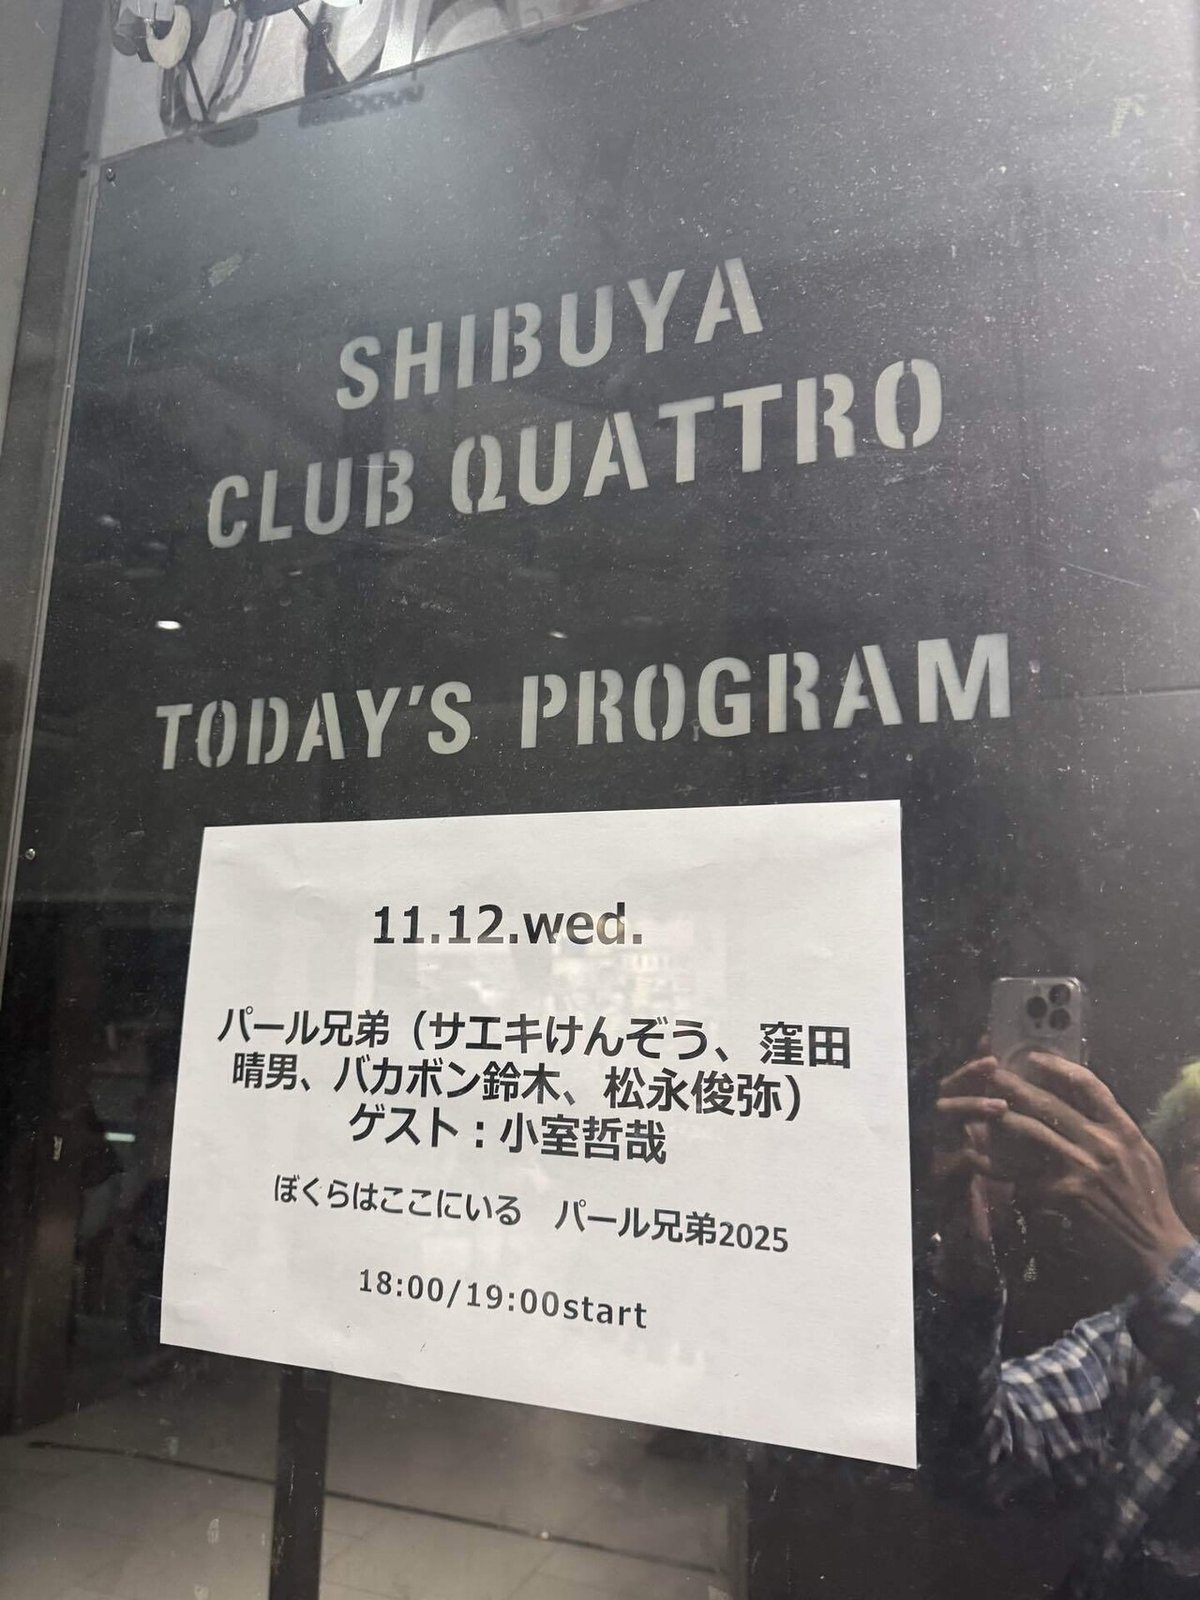 SHIBUYA
CLUB QUATTRO
TODAY'S PROGRAM
11.12.wed.
パール兄弟（サエキけんぞう、窪田
晴男、バカボン鈴木、松永俊弥）
ゲスト：小室哲哉
ぼくらはここにいる　パール兄弟2025
18:00/19:00start